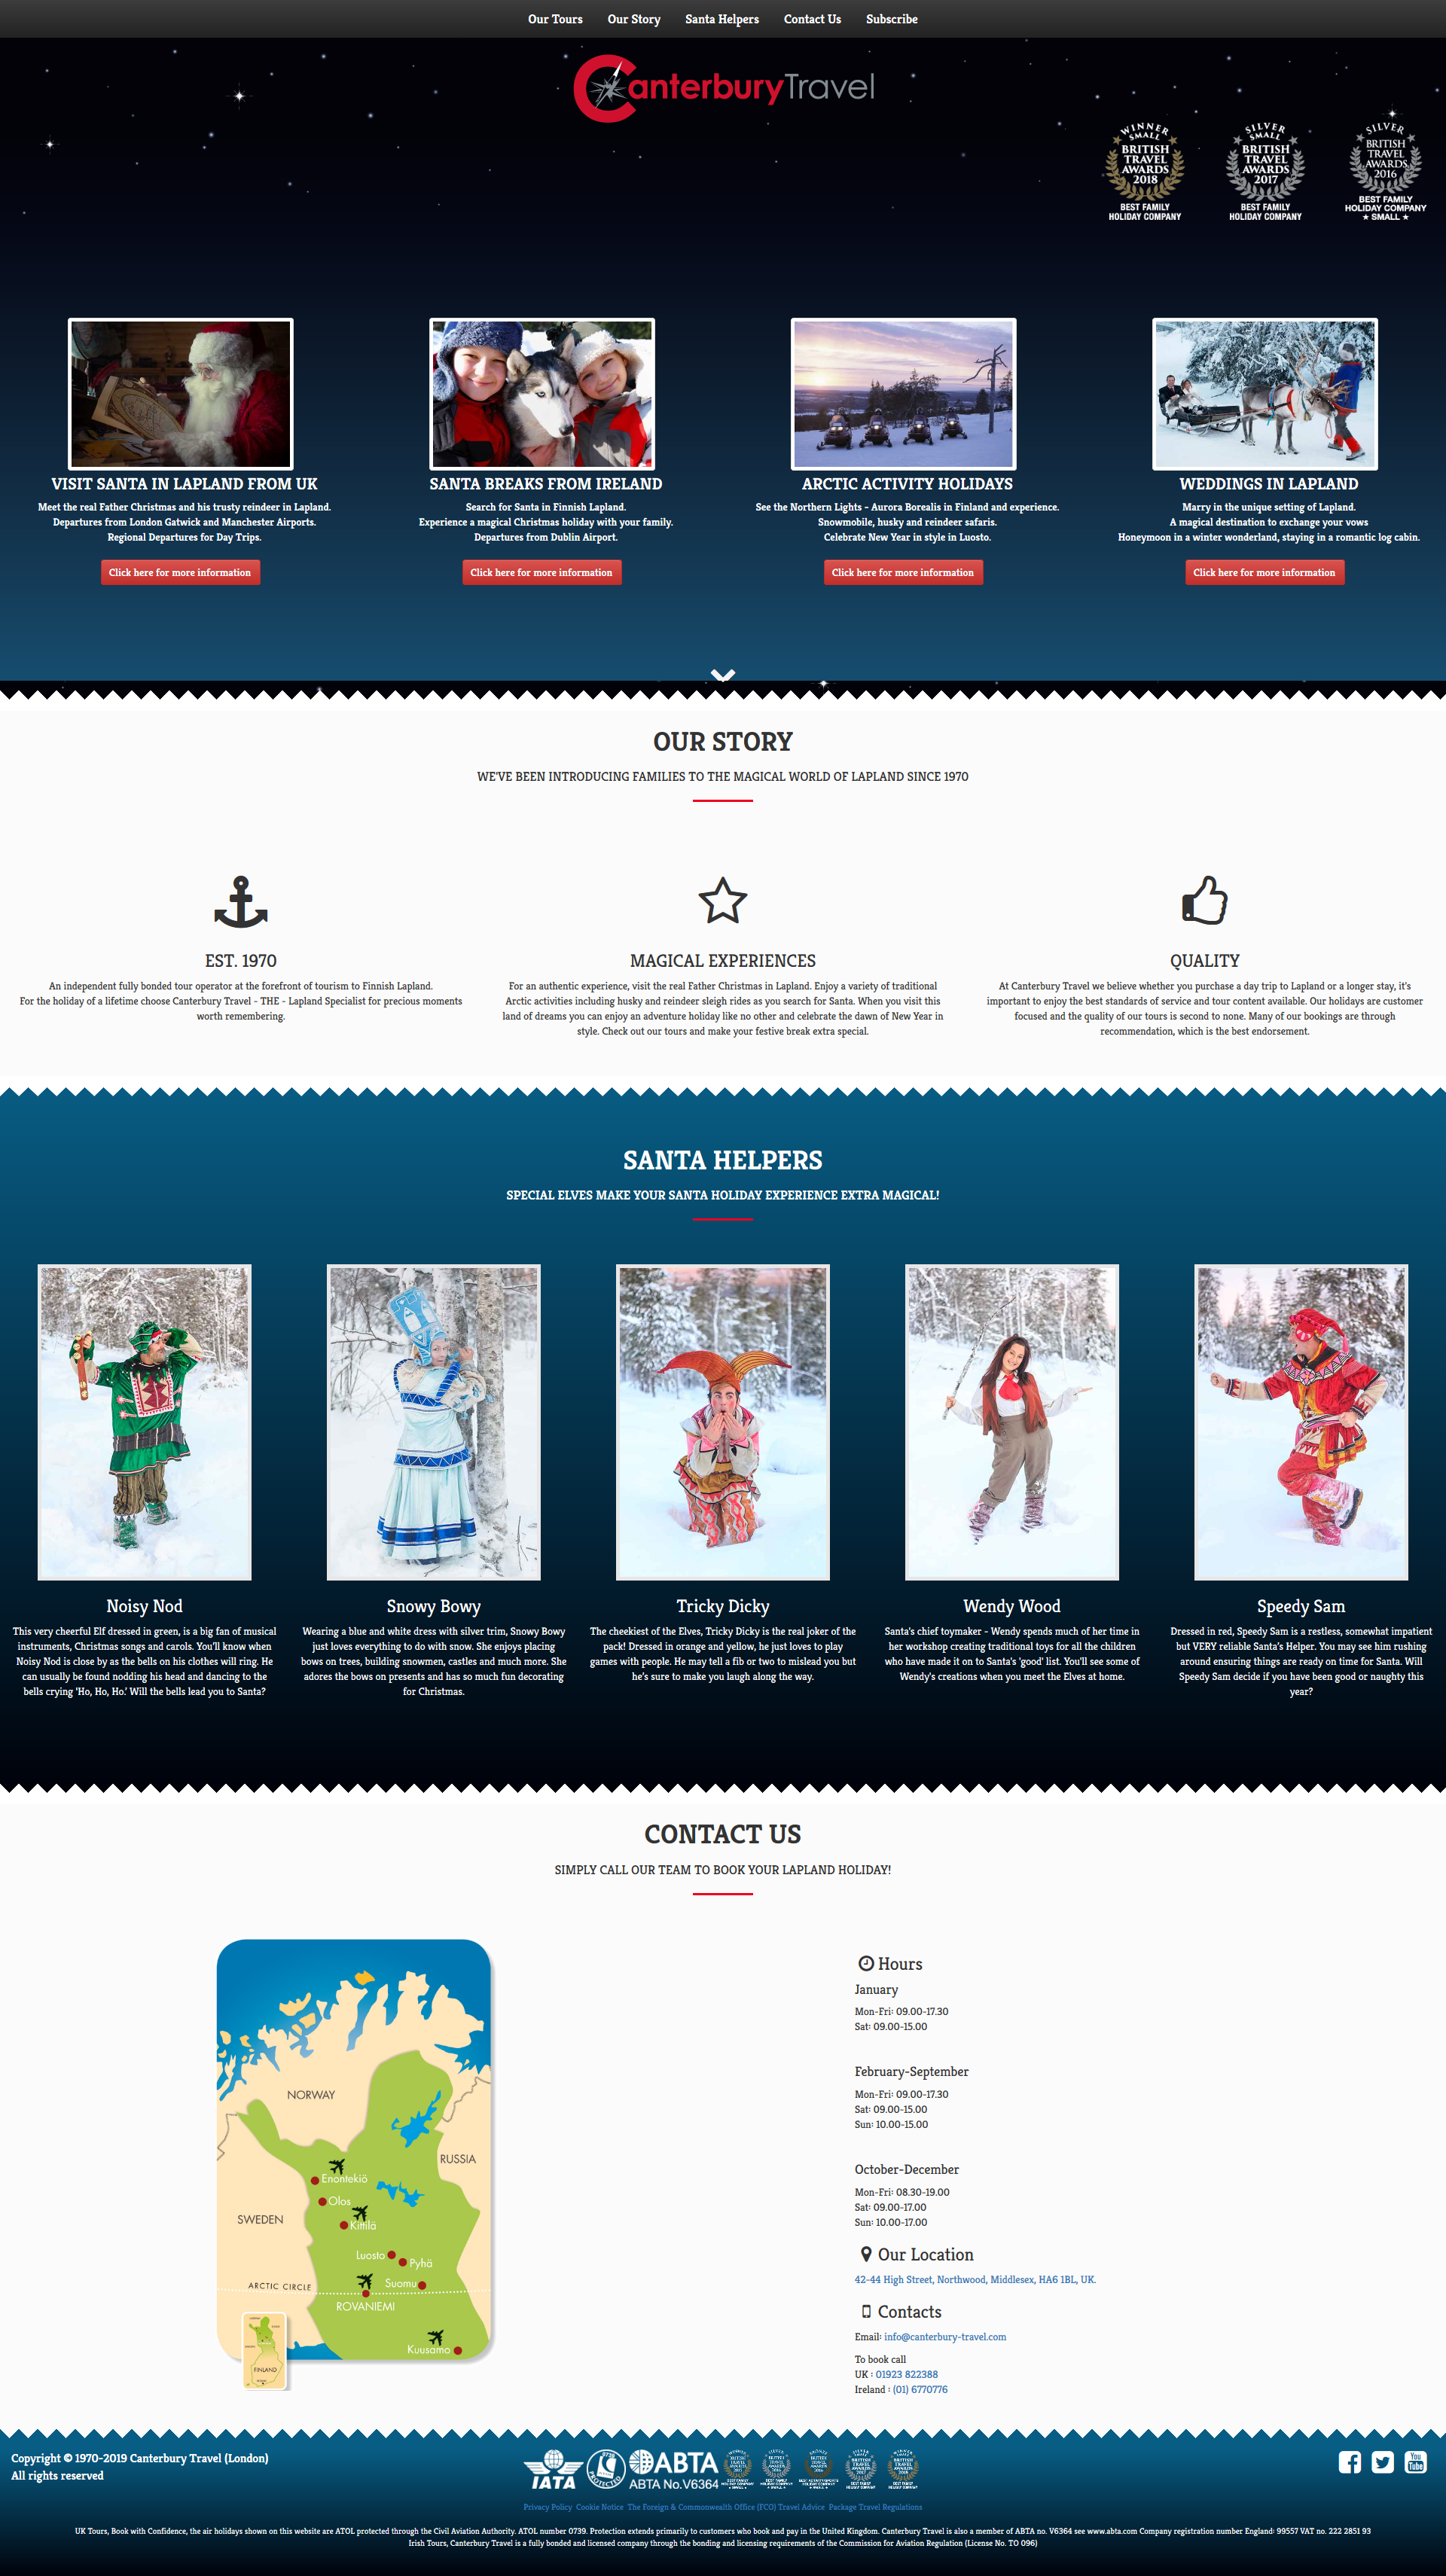 Our Tours
Our Story
Santa Helpers
Contact Us
Subscribe
CanterburyTravel
WINNER
SMALL
BRITISH
TRAVEL
AWARDS
2018
BEST FAMILY
HOLIDAY COMPANY
SILVER
SMALL
BRITISH
TRAVEL
AWARDS
2017
BEST FAMILY
HOLIDAY COMPANY
SILVER
BRITISH
TRAVEL
AWARDS
2016
BEST FAMILY
HOLIDAY COMPANY
★ SMALL ★
VISIT SANTA IN LAPLAND FROM UK
Meet the real Father Christmas and his trusty reindeer in Lapland.
Departures from London Gatwick and Manchester Airports.
Regional Departures for Day Trips.
Click here for more information
SANTA BREAKS FROM IRELAND
Search for Santa in Finnish Lapland.
Experience a magical Christmas holiday with your family.
Departures from Dublin Airport.
Click here for more information
ARCTIC ACTIVITY HOLIDAYS
See the Northern Lights - Aurora Borealis in Finland and experience.
Snowmobile, husky and reindeer safaris.
Celebrate New Year in style in Luosto.
Click here for more information
WEDDINGS IN LAPLAND
Marry in the unique setting of Lapland.
A magical destination to exchange your vows
Honeymoon in a winter wonderland, staying in a romantic log cabin.
Click here for more information
OUR STORY
WE'VE BEEN INTRODUCING FAMILIES TO THE MAGICAL WORLD OF LAPLAND SINCE 1970
EST. 1970
An independent fully bonded tour operator at the forefront of tourism to Finnish Lapland.
For the holiday of a lifetime choose Canterbury Travel - THE - Lapland Specialist for precious moments
worth remembering.
MAGICAL EXPERIENCES
For an authentic experience, visit the real Father Christmas in Lapland. Enjoy a variety of traditional
Arctic activities including husky and reindeer sleigh rides as you search for Santa. When you visit this
land of dreams you can enjoy an adventure holiday like no other and celebrate the dawn of New Year in
style. Check out our tours and make your festive break extra special.
QUALITY
At Canterbury Travel we believe whether you purchase a day trip to Lapland or a longer stay, it's
important to enjoy the best standards of service and tour content available. Our holidays are customer
focused and the quality of our tours is second to none. Many of our bookings are through
recommendation, which is the best endorsement.
SANTA HELPERS
SPECIAL ELVES MAKE YOUR SANTA HOLIDAY EXPERIENCE EXTRA MAGICAL!
Noisy Nod
This very cheerful Elf dressed in green, is a big fan of musical
instruments, Christmas songs and carols. You'll know when
Noisy Nod is close by as the bells on his clothes will ring. He
can usually be found nodding his head and dancing to the
bells crying 'Ho, Ho, Ho.' Will the bells lead you to Santa?
Snowy Bowy
Wearing a blue and white dress with silver trim, Snowy Bowy
just loves everything to do with snow. She enjoys placing
bows on trees, building snowmen, castles and much more. She
adores the bows on presents and has so much fun decorating
for Christmas.
Tricky Dicky
The cheekiest of the Elves, Tricky Dicky is the real joker of the
pack! Dressed in orange and yellow, he just loves to play
games with people. He may tell a fib or two to mislead you but
he's sure to make you laugh along the way.
Wendy Wood
Santa's chief toymaker - Wendy spends much of her time in
her workshop creating traditional toys for all the children
who have made it on to Santa's 'good' list. You'll see some of
Wendy's creations when you meet the Elves at home.
Speedy Sam
Dressed in red, Speedy Sam is a restless, somewhat impatient
but VERY reliable Santa's Helper. You may see him rushing
around ensuring things are ready on time for Santa. Will
Speedy Sam decide if you have been good or naughty this
year?
CONTACT US
SIMPLY CALL OUR TEAM TO BOOK YOUR LAPLAND HOLIDAY!
NORWAY
RUSSIA
Enontekiö
Olos
SWEDEN
Kittilä
Luosto
Pyhä
Suomu
ARCTIC CIRCLE
ROVANIEMI
Kuusamo
FINLAND
Hours
January
Mon-Fri: 09.00-17.30
Sat: 09.00-15.00
February-September
Mon-Fri: 09.00-17.30
Sat: 09.00-15.00
Sun: 10.00-15.00
October-December
Mon-Fri: 08.30-19.00
Sat: 09.00-17.00
Sun: 10.00-17.00
Our Location
42-44 High Street, Northwood, Middlesex, HA6 1BL, UK.
Contacts
Email: info@canterbury-travel.com
To book call
UK : 01923 822388
Ireland : (01) 6770776
Copyright © 1970-2019 Canterbury Travel (London)
All rights reserved
IATA
PROTECTED
ABTA
ABTA No.V6364
You
Tube
Privacy Policy Cookie Notice The Foreign & Commonwealth Office (FCO) Travel Advice Package Travel Regulations
UK Tours, Book with Confidence, the air holidays shown on this website are ATOL protected through the Civil Aviation Authority. ATOL number 0739. Protection extends primarily to customers who book and pay in the United Kingdom. Canterbury Travel is also a member of ABTA no. V6364 see www.abta.com Company registration number England: 99557 VAT no. 222 2851 93
Irish Tours, Canterbury Travel is a fully bonded and licensed company through the bonding and licensing requirements of the Commission for Aviation Regulation (License No. TO 096)